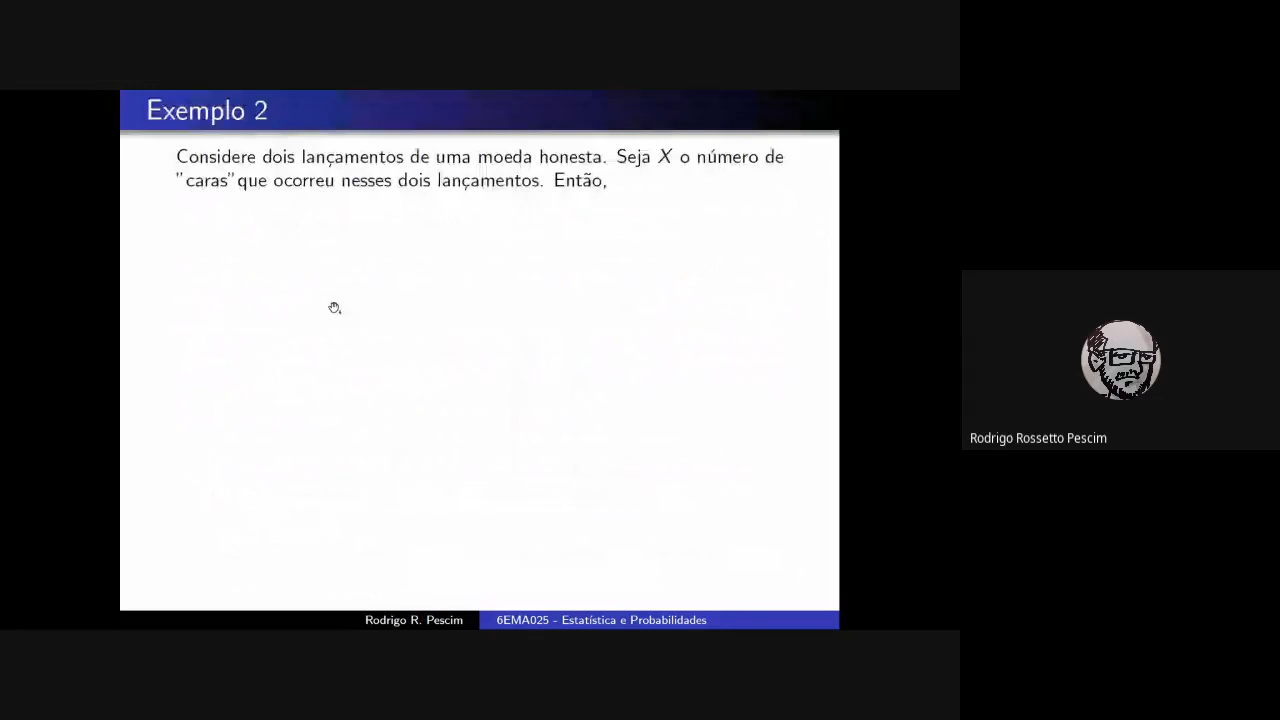 Exemplo 2
Considere dois lançamentos de uma moeda honesta. Seja X o número de
”caras”que ocorreu nesses dois lançamentos. Então,
Rodrigo Rossetto Pescim
Rodrigo R. Pescim
6EMA025 - Estatística e Probabilidades